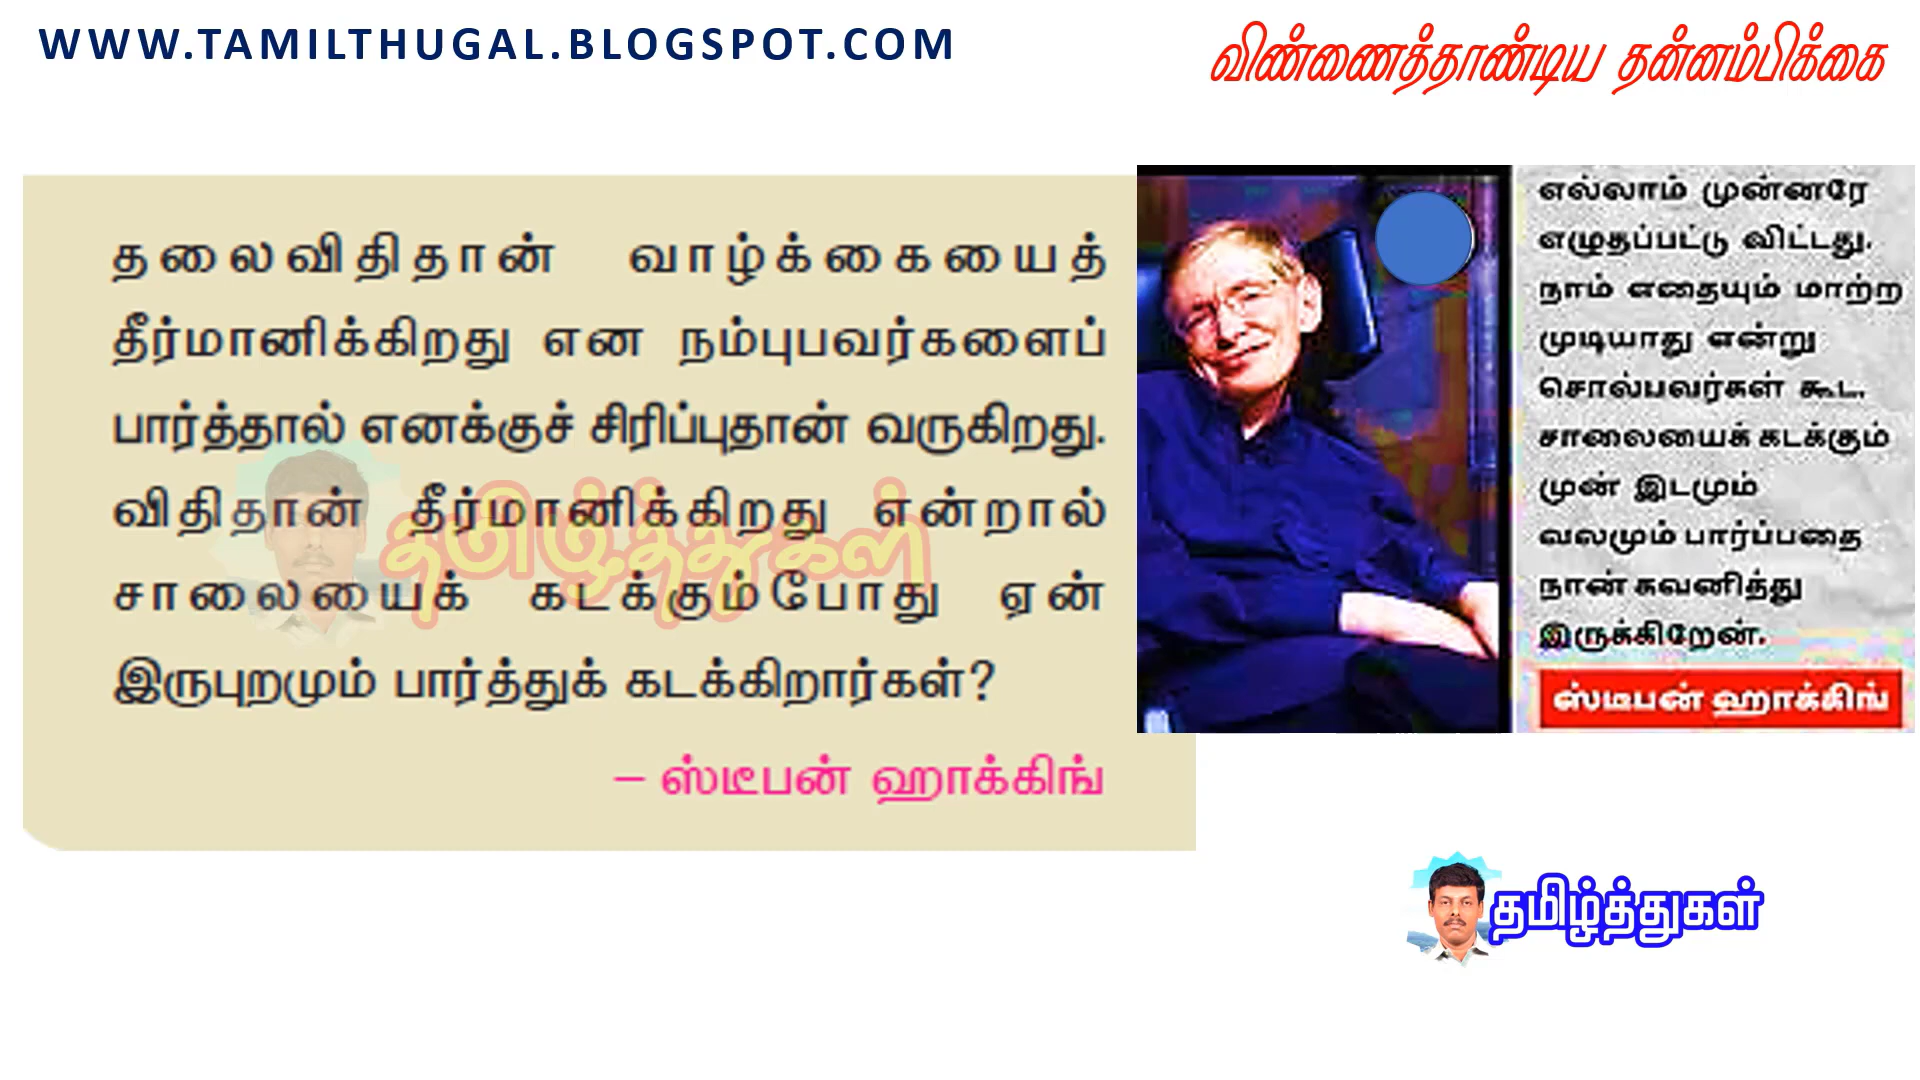 WWW.TAMILTHUGAL.BLOGSPOT.COM
விண்ணைத்தாண்டிய தன்னம்பிக்கை
தலைவிதிதான் வாழ்க்கையைத்
தீர்மானிக்கிறது என நம்புபவர்களைப்
பார்த்தால் எனக்குச் சிரிப்புதான் வருகிறது.
விதிதான் தீர்மானிக்கிறது என்றால்
சாலையைக் கடக்கும்போது ஏன்
இருபுறமும் பார்த்துக் கடக்கிறார்கள்?
– ஸ்டீபன் ஹாக்கிங்
தமிழ்த்துகள்
எல்லாம் முன்னரே
எழுதப்பட்டு விட்டது.
நாம் எதையும் மாற்ற
முடியாது என்று
சொல்பவர்கள் கூட,
சாலையைக் கடக்கும்
முன் இடமும்
வலமும் பார்ப்பதை
நான் கவனித்து
இருக்கிறேன்.
ஸ்டீபன் ஹாக்கிங்
தமிழ்த்துகள்